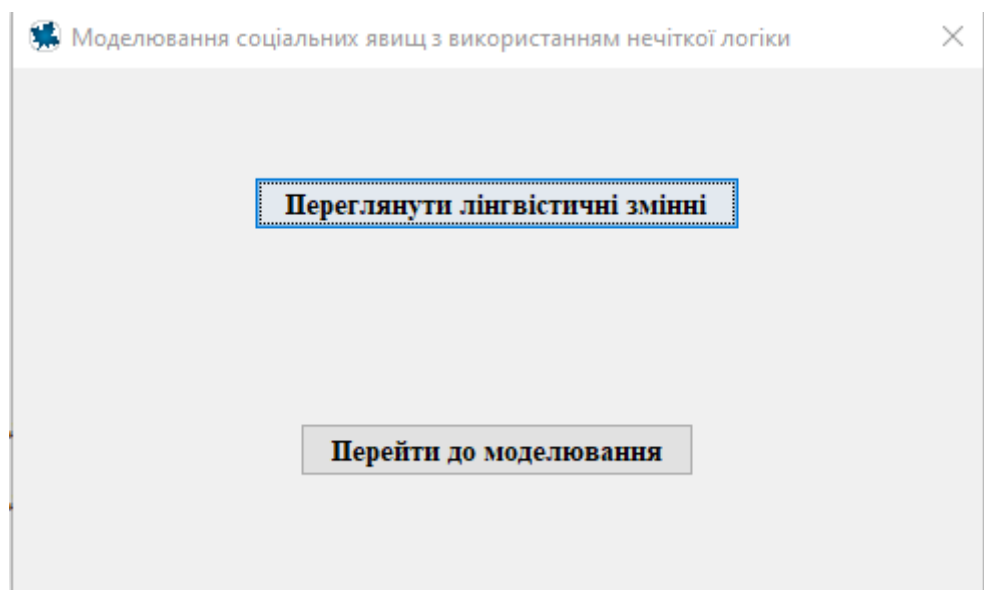 Моделювання соціальних явищ з використанням нечіткої логіки
Переглянути лінгвістичні змінні
Перейти до моделювання